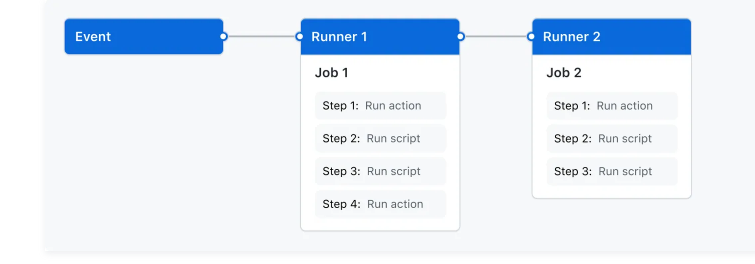 Event
Runner 1
Job 1
Step 1: Run action
Step 2: Run script
Step 3: Run script
Step 4: Run action
Runner 2
Job 2
Step 1: Run action
Step 2: Run script
Step 3: Run script